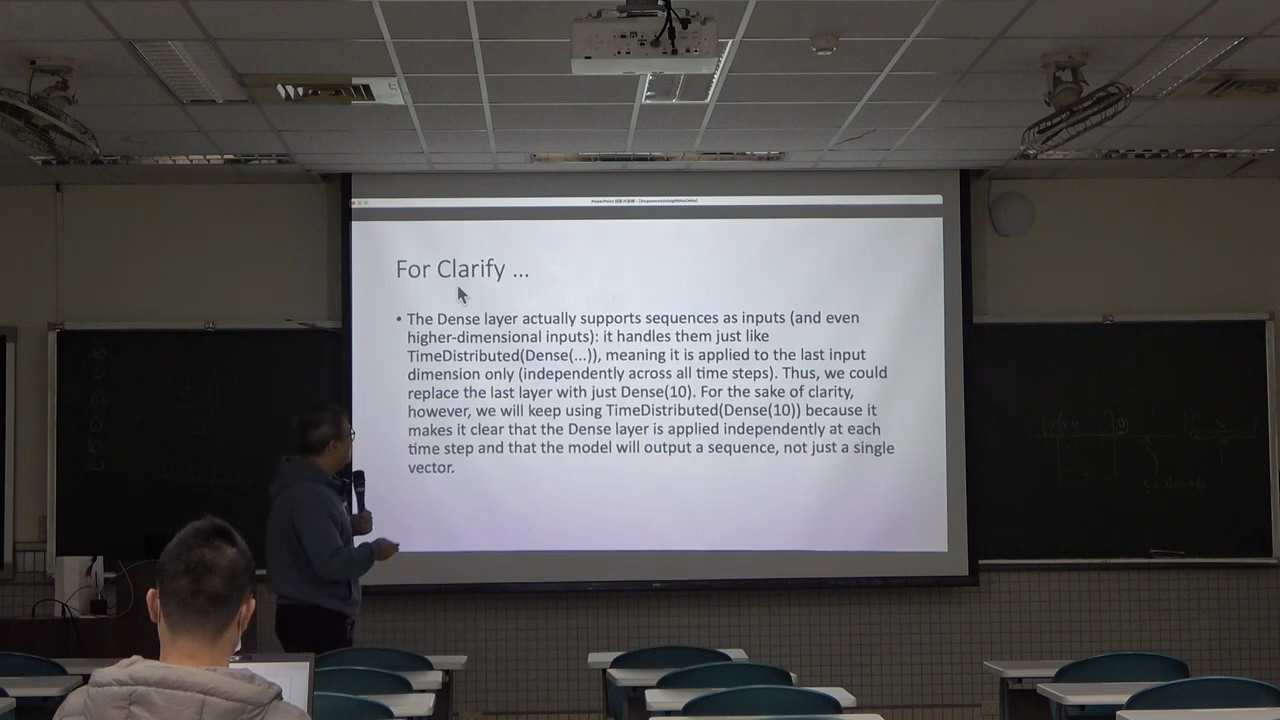 For Clarify ...
• The Dense layer actually supports sequences as inputs (and even
higher-dimensional inputs): it handles them just like
TimeDistributed(Dense(...)), meaning it is applied to the last input
dimension only (independently across all time steps). Thus, we could
replace the last layer with just Dense(10). For the sake of clarity,
however, we will keep using TimeDistributed(Dense(10)) because it
makes it clear that the Dense layer is applied independently at each
time step and that the model will output a sequence, not just a single
vector.